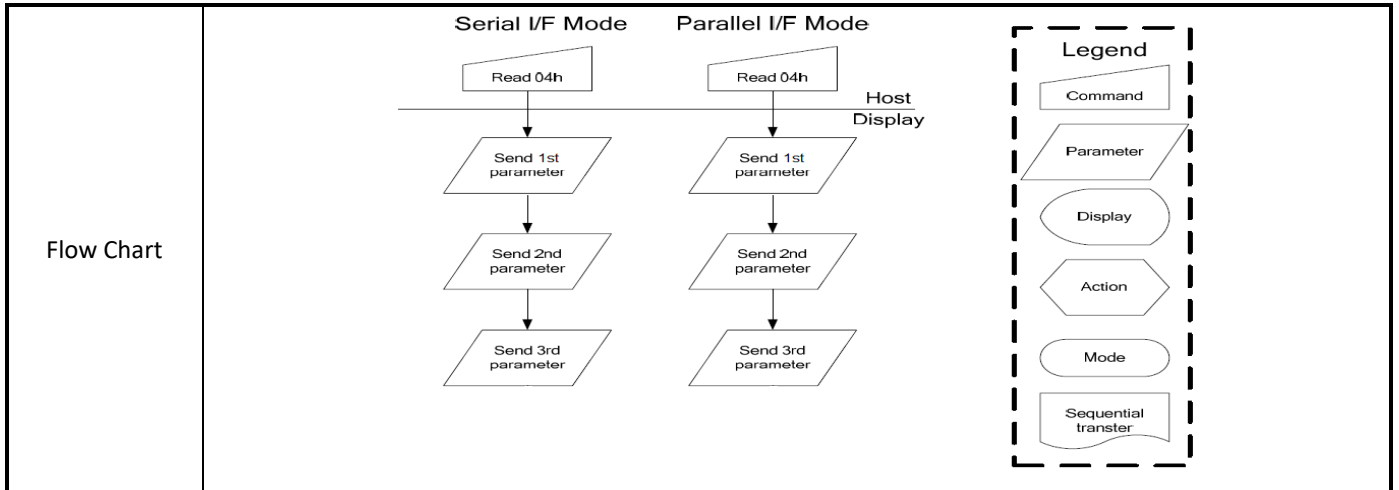 Flow Chart
Serial I/F Mode
Read 04h
Send 1st
parameter
Send 2nd
parameter
Send 3rd
parameter
Parallel I/F Mode
Read 04h
Host
Display
Send 1st
parameter
Send 2nd
parameter
Send 3rd
parameter
Legend
Command
Parameter
Display
Action
Mode
Sequential
transter